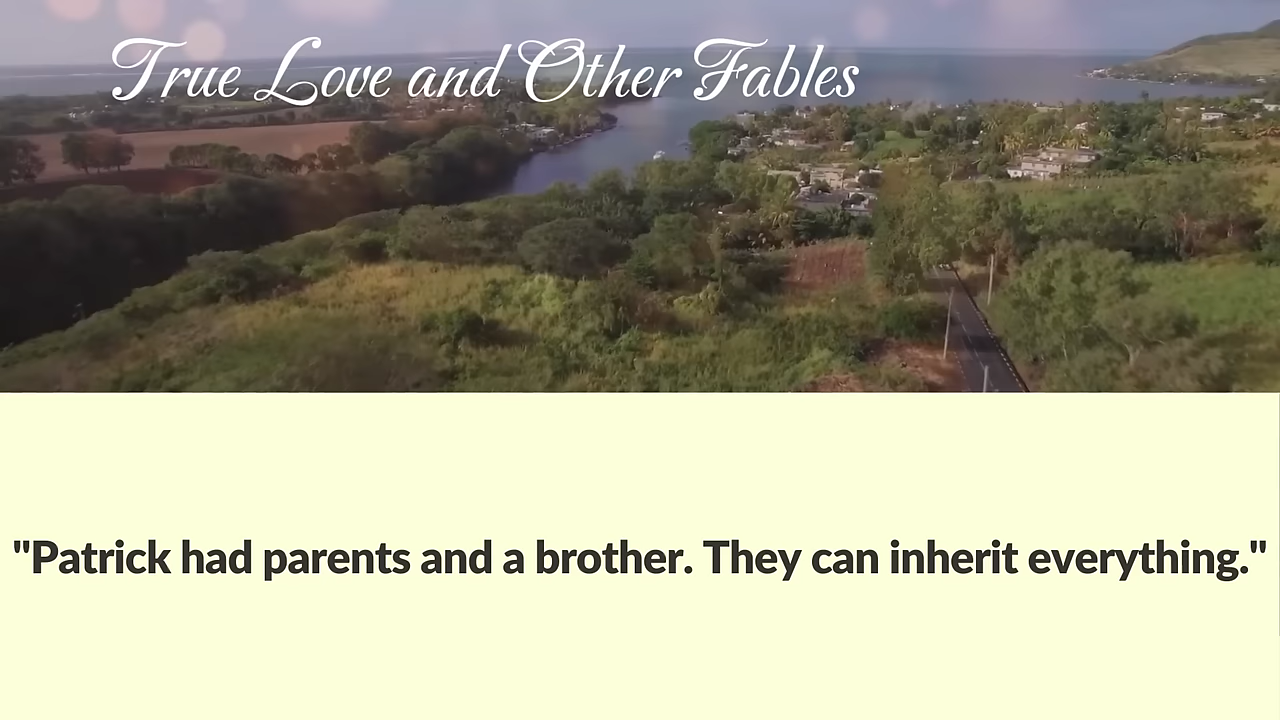 True Love and Other Fables
"Patrick had parents and a brother. They can inherit everything."